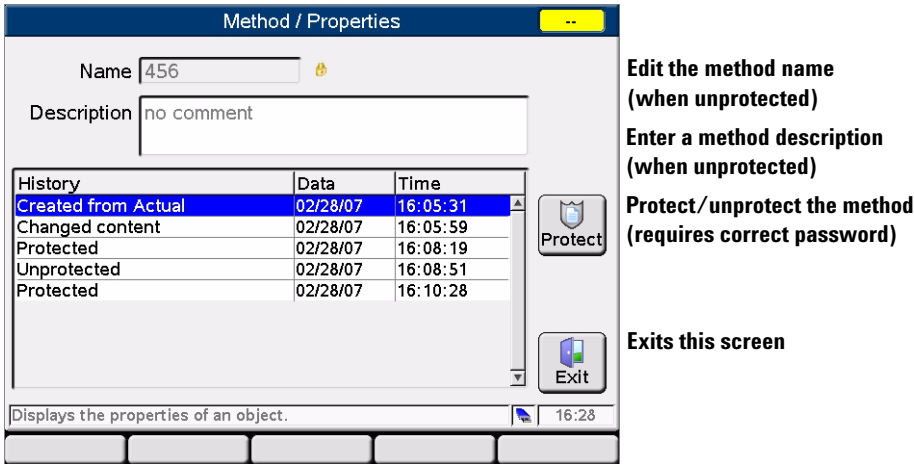 Method / Properties
--
Name 456
Description no comment
History Data Time
Created from Actual 02/28/07 16:05:31
Changed content 02/28/07 16:05:59
Protected 02/28/07 16:08:19
Unprotected 02/28/07 16:08:51
Protected 02/28/07 16:10:28
Protect
Exit
Displays the properties of an object. 16:28
Edit the method name
(when unprotected)
Enter a method description
(when unprotected)
Protect/unprotect the method
(requires correct password)
Exits this screen